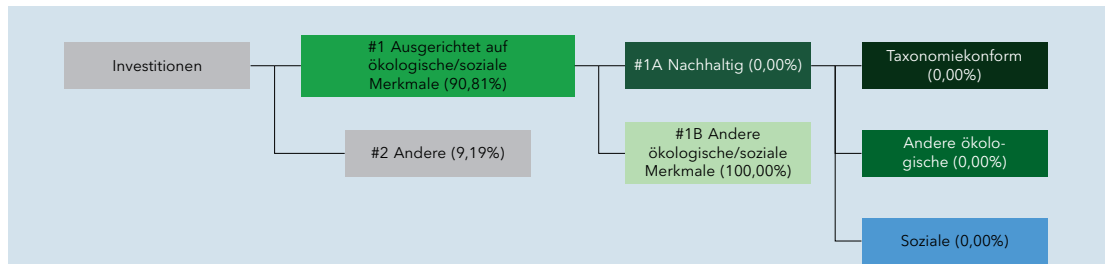 Investitionen
#1 Ausgerichtet auf
ökologische/soziale
Merkmale (90,81%)
#2 Andere (9,19%)
#1A Nachhaltig (0,00%)
#1B Andere
ökologische/soziale
Merkmale (100,00%)
Taxonomiekonform
(0,00%)
Andere ökolo-
gische (0,00%)
Soziale (0,00%)